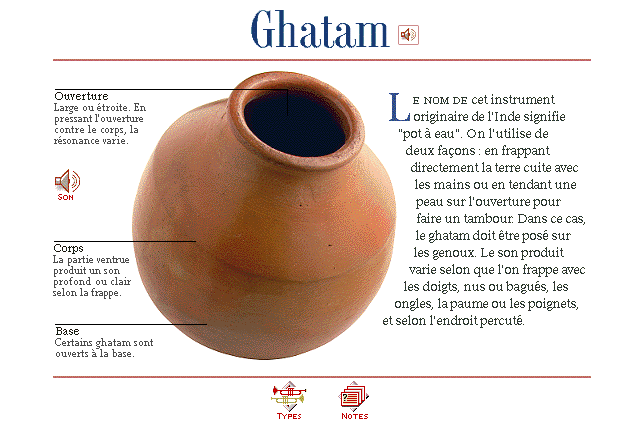 Ghatam
Ouverture
Large ou étroite. En
pressant l'ouverture
contre le corps, la
résonance varie.
SON
Corps
La partie ventrue
produit un son
profond ou clair
selon la frappe.
Base
Certains ghatam sont
ouverts à la base.
LE NOM DE cet instrument
originaire de l'Inde signifie
"pot à eau". On l'utilise de
deux façons : en frappant
directement la terre cuite avec
les mains ou en tendant une
peau sur l'ouverture pour
faire un tambour. Dans ce cas,
le ghatam doit être posé sur
les genoux. Le son produit
varie selon que l'on frappe avec
les doigts, nus ou bagués, les
ongles, la paume ou les poignets,
et selon l'endroit percuté.
TYPES
?
NOTES